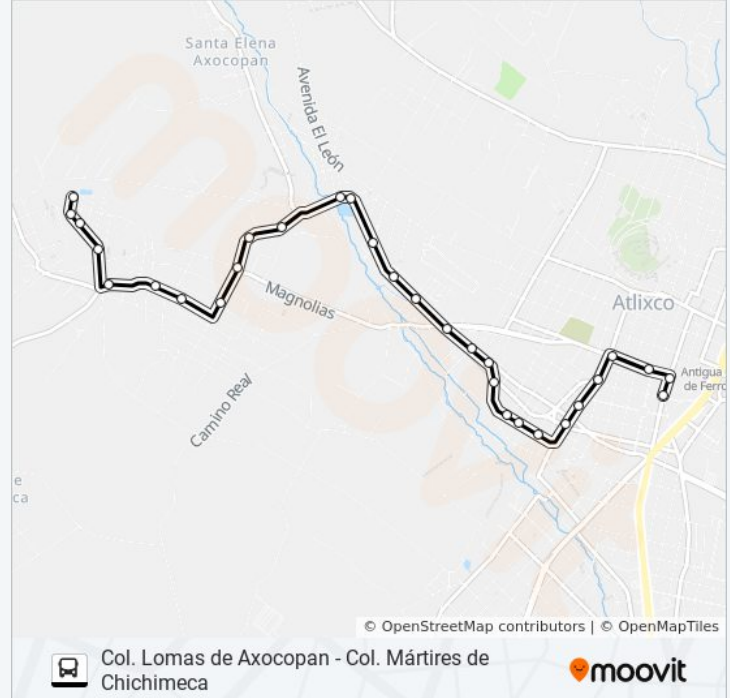 Santa Elena
Axocopan
Avenida El León
Magnolias
Atlixco
Antigua
de Ferro
Camino Real
e
ca
© OpenStreetMap contributors | © OpenMapTiles
Col. Lomas de Axocopan - Col. Mártires de
Chichimeca
moovit